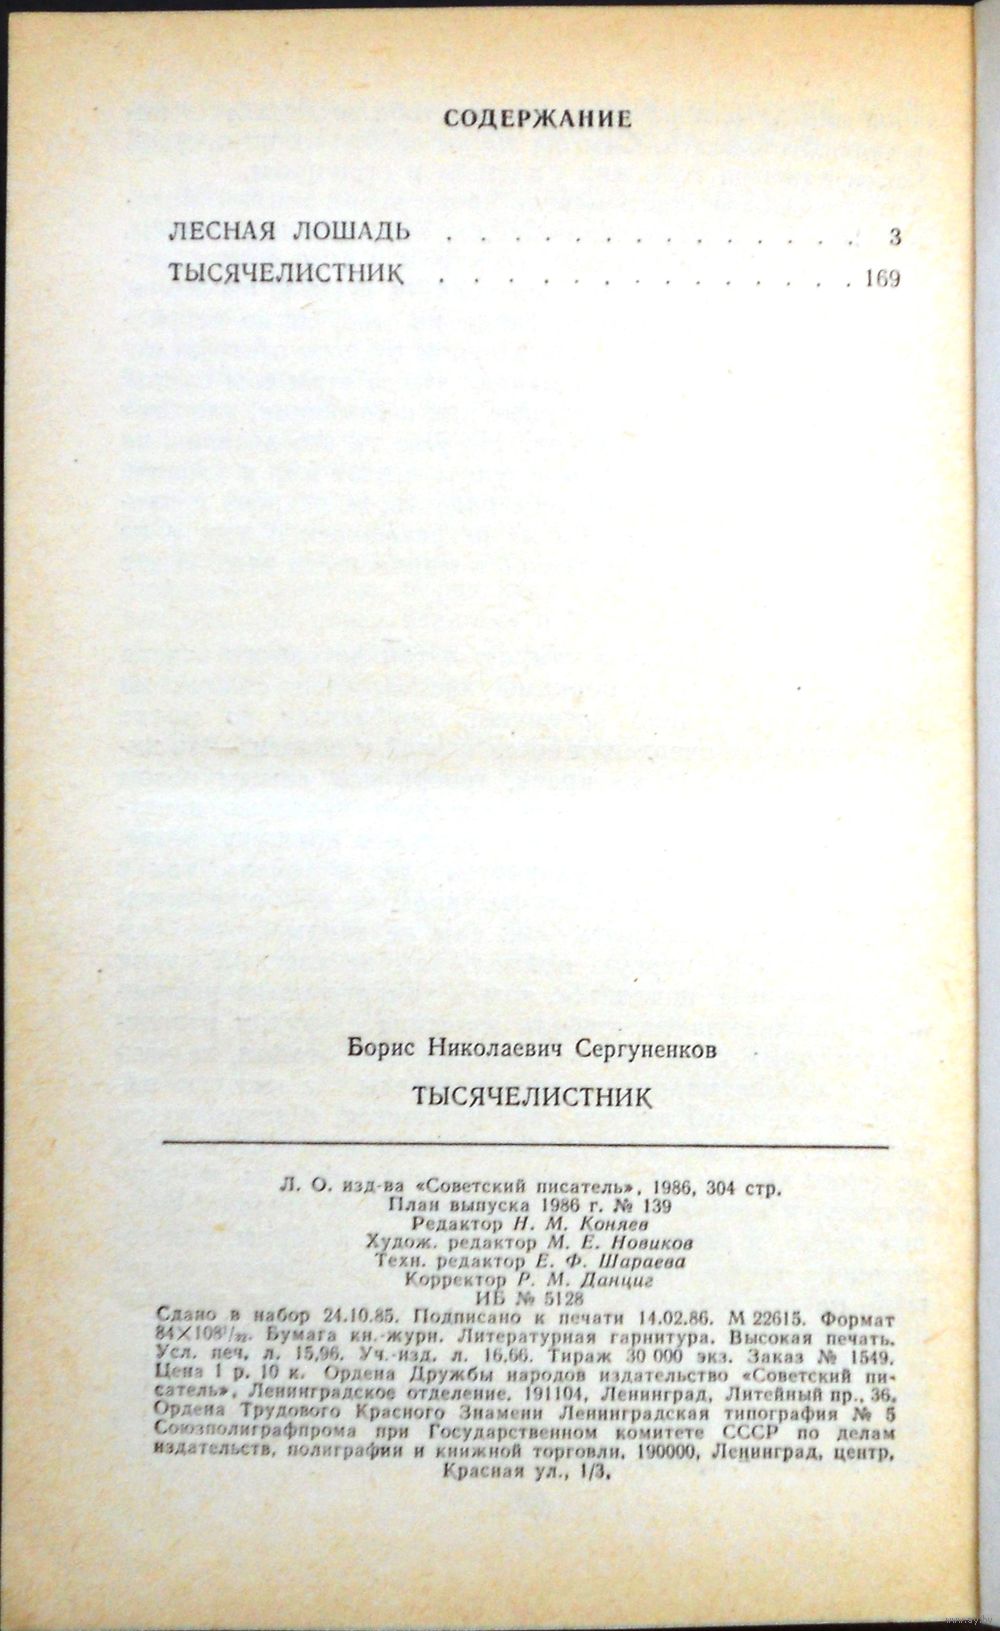 СОДЕРЖАНИЕ
ЛЕСНАЯ ЛОШАДЬ . . . . . . . . . . . . . . 3
ТЫСЯЧЕЛИСТНИК . . . . . . . . . . . . . 169
Борис Николаевич Сергуненков
ТЫСЯЧЕЛИСТНИК
Л. О. изд-ва «Советский писатель», 1986, 304 стр.
План выпуска 1986 г. № 139
Редактор Н. М. Коняев
Худож. редактор М. Е. Новиков
Техн. редактор Е. Ф. Шараева
Корректор Р. М. Данциг
ИБ № 5128
Сдано в набор 24.10.85. Подписано к печати 14.02.86. М 22615. Формат
84×108¹/₃₂. Бумага кн.-журн. Литературная гарнитура. Высокая печать.
Усл. печ. л. 15,96. Уч.-изд. л. 16,66. Тираж 30 000 экз. Заказ № 1549.
Цена 1 р. 10 к. Ордена Дружбы народов издательство «Советский пи-
сатель», Ленинградское отделение. 191104, Ленинград, Литейный пр., 36.
Ордена Трудового Красного Знамени Ленинградская типография № 5
Союзполиграфпрома при Государственном комитете СССР по делам
издательств, полиграфии и книжной торговли. 190000, Ленинград, центр,
Красная ул., 1/3.